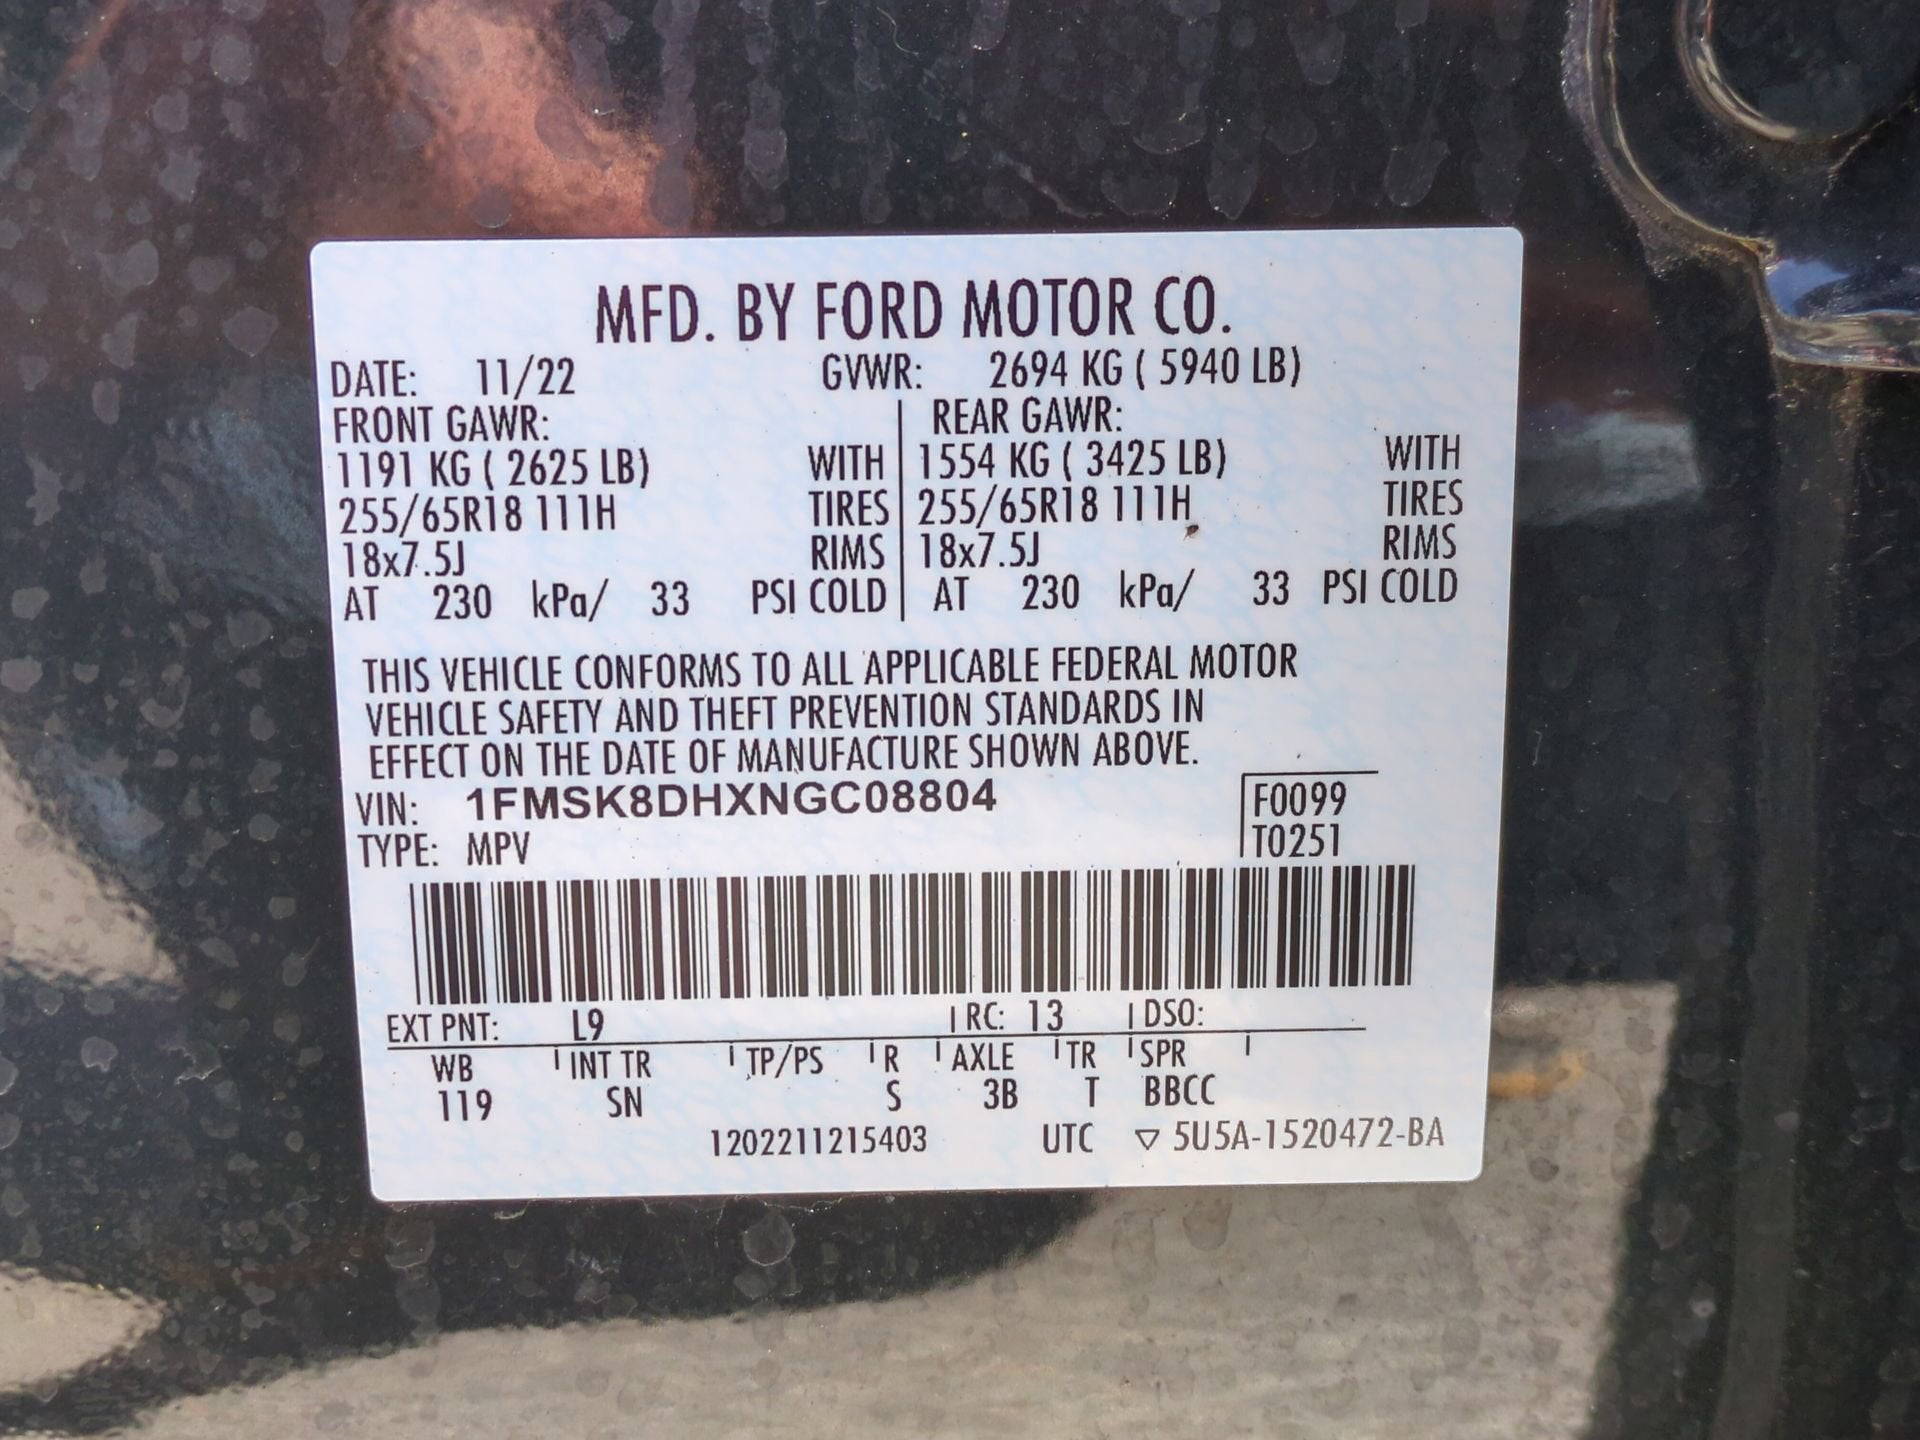 MFD. BY FORD MOTOR CO.
DATE: 11/22 GVWR: 2694 KG ( 5940 LB)
FRONT GAWR: REAR GAWR:
1191 KG ( 2625 LB) WITH 1554 KG ( 3425 LB) WITH
255/65R18 111H TIRES 255/65R18 111H TIRES
18x7.5J RIMS 18x7.5J RIMS
AT 230 kPa/ 33 PSI COLD AT 230 kPa/ 33 PSI COLD
THIS VEHICLE CONFORMS TO ALL APPLICABLE FEDERAL MOTOR
VEHICLE SAFETY AND THEFT PREVENTION STANDARDS IN
EFFECT ON THE DATE OF MANUFACTURE SHOWN ABOVE.
VIN: 1FMSK8DHXNGC08804 F0099
TYPE: MPV T0251
EXT PNT: L9 RC: 13 DSO:
WB INT TR TP/PS R AXLE TR SPR
119 SN S 3B T BBCC
1202211215403 UTC ▽ 5U5A-1520472-BA